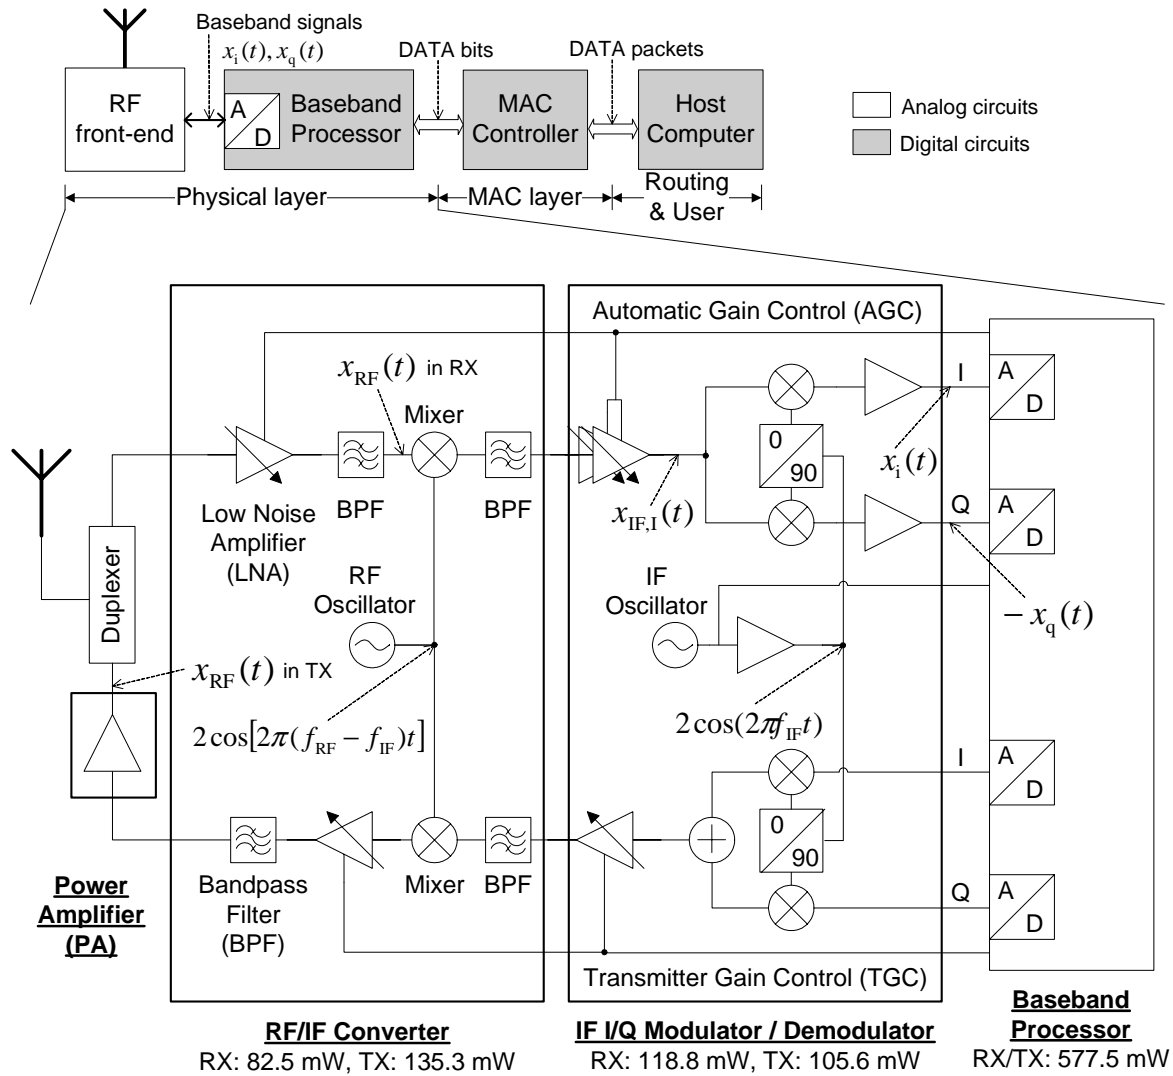 Baseband signals
x_i(t), x_q(t)
DATA bits
DATA packets
RF
front-end
A
D
Baseband
Processor
MAC
Controller
Host
Computer
Analog circuits
Digital circuits
Physical layer
MAC layer
Routing
& User
Automatic Gain Control (AGC)
x_RF(t) in RX
Mixer
I
A
D
x_i(t)
0
90
BPF
BPF
Low Noise
Amplifier
(LNA)
x_IF,I(t)
Q
A
D
− x_q(t)
Duplexer
RF
Oscillator
IF
Oscillator
x_RF(t) in TX
2cos[2π(f_RF − f_IF)t]
2cos(2πf_IF t)
I
A
D
0
90
Power
Amplifier
(PA)
Bandpass
Filter
(BPF)
Mixer
BPF
Q
A
D
Transmitter Gain Control (TGC)
RF/IF Converter
RX: 82.5 mW, TX: 135.3 mW
IF I/Q Modulator / Demodulator
RX: 118.8 mW, TX: 105.6 mW
Baseband
Processor
RX/TX: 577.5 mW